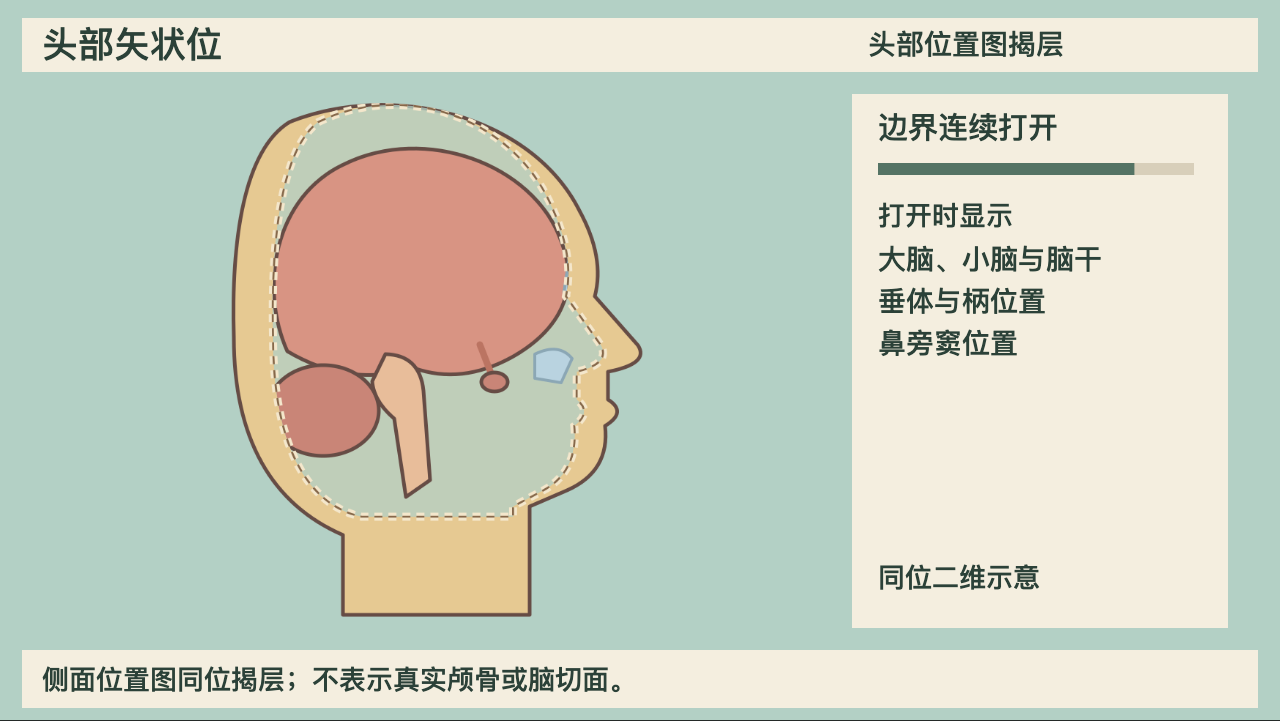 头部矢状位
头部位置图揭层
边界连续打开
打开时显示
大脑、小脑与脑干
垂体与柄位置
鼻旁窦位置
同位二维示意
侧面位置图同位揭层；不表示真实颅骨或脑切面。